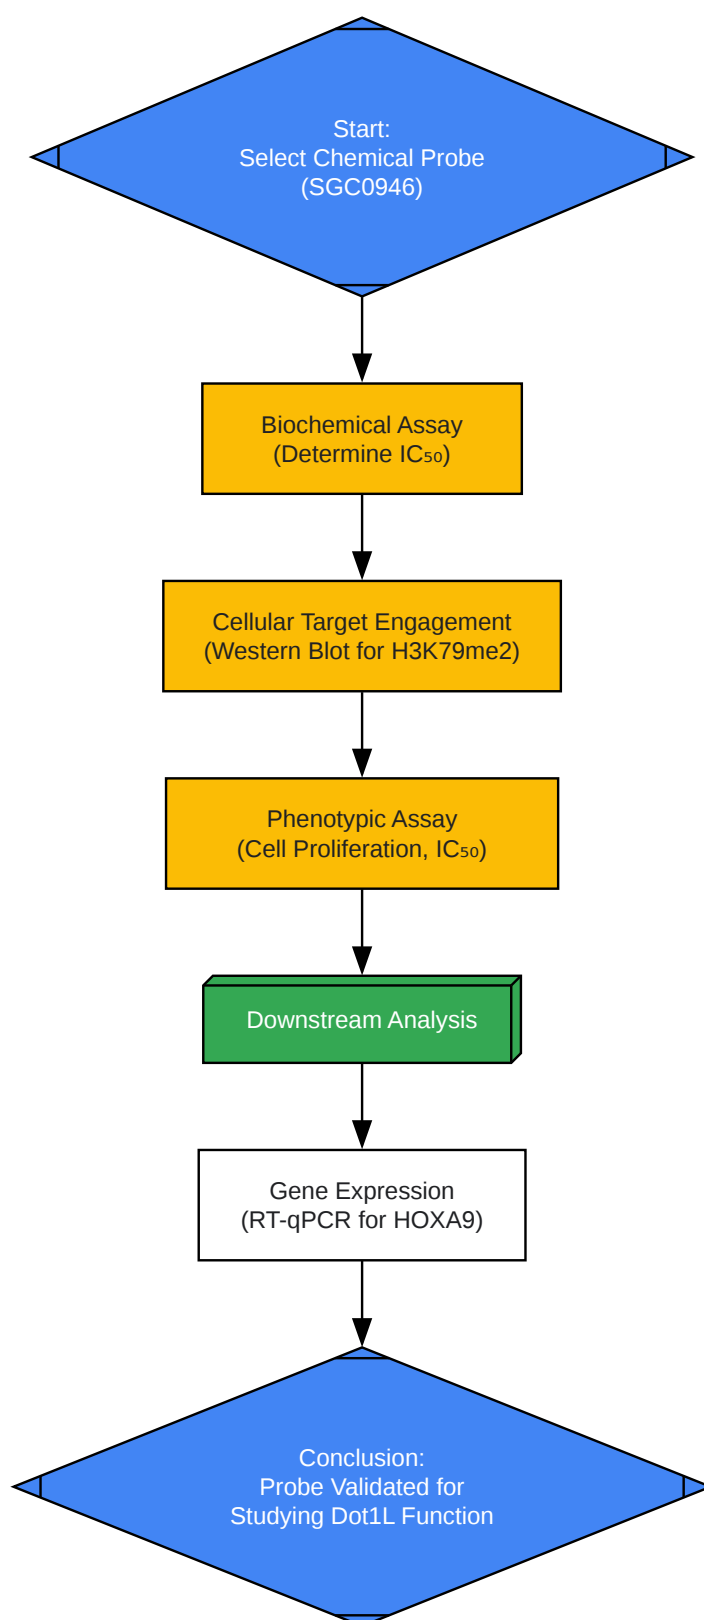 Start:
Select Chemical Probe
(SGC0946)
Biochemical Assay
(Determine IC₅₀)
Cellular Target Engagement
(Western Blot for H3K79me2)
Phenotypic Assay
(Cell Proliferation, IC₅₀)
Downstream Analysis
Gene Expression
(RT-qPCR for HOXA9)
Conclusion:
Probe Validated for
Studying Dot1L Function